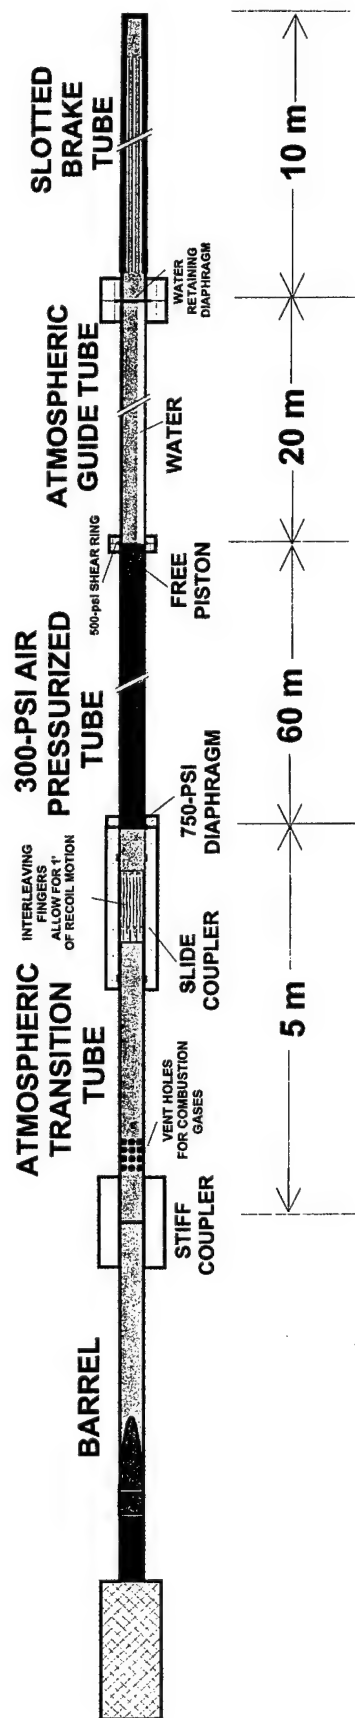 BARREL
STIFF
COUPLER
VENT HOLES
FOR COMBUSTION
GASES
ATMOSPHERIC
TRANSITION
TUBE
SLIDE
COUPLER
INTERLEAVING
FINGERS
ALLOW FOR 1'
OF RECOIL MOTION
750-PSI
DIAPHRAGM
300-PSI AIR
PRESSURIZED
TUBE
FREE
PISTON
500-psi SHEAR RING
ATMOSPHERIC
GUIDE TUBE
WATER
WATER
RETAINING
DIAPHRAGM
SLOTTED
BRAKE
TUBE
5 m
60 m
20 m
10 m